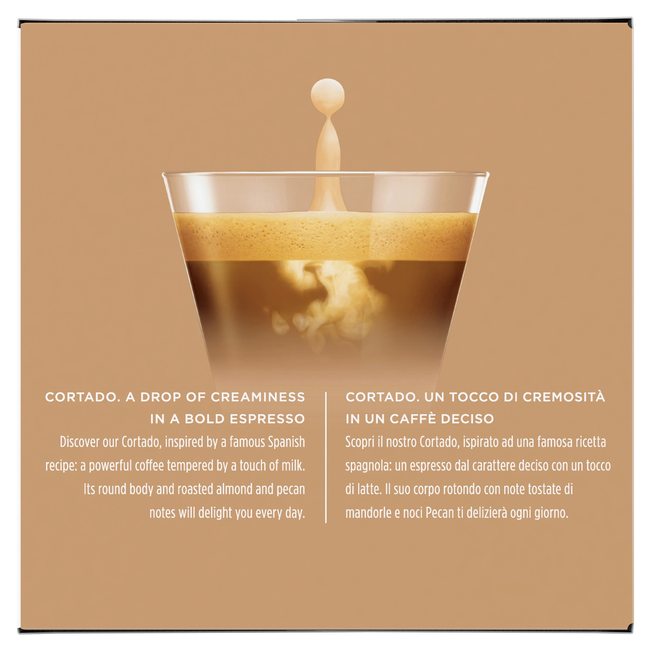 CORTADO. A DROP OF CREAMINESS
IN A BOLD ESPRESSO
Discover our Cortado, inspired by a famous Spanish
recipe: a powerful coffee tempered by a touch of milk.
Its round body and roasted almond and pecan
notes will delight you every day.
CORTADO. UN TOCCO DI CREMOSITÀ
IN UN CAFFÈ DECISO
Scopri il nostro Cortado, ispirato ad una famosa ricetta
spagnola: un espresso dal carattere deciso con un tocco
di latte. Il suo corpo rotondo con note tostate di
mandorle e noci Pecan ti delizierà ogni giorno.